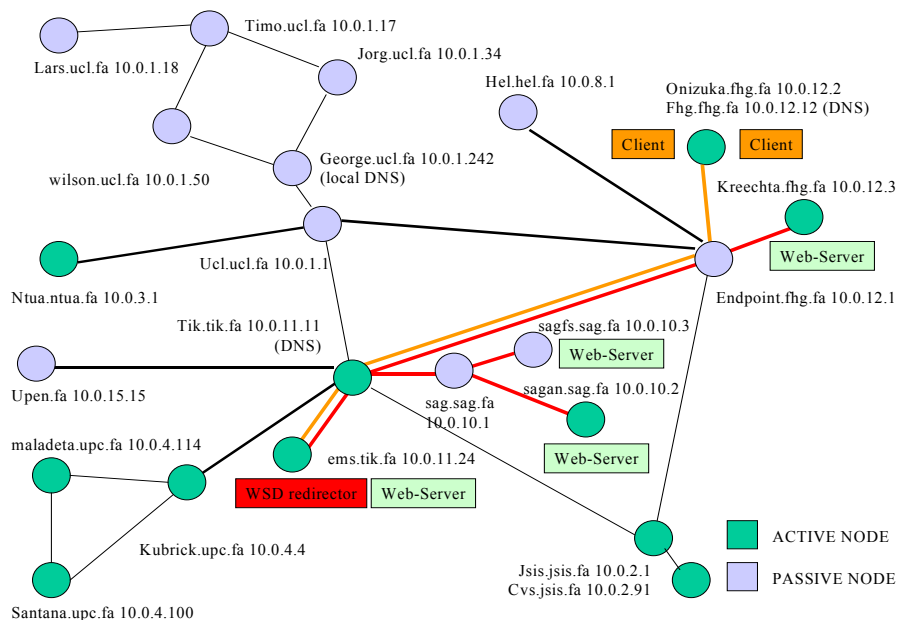 Timo.ucl.fa 10.0.1.17
Lars.ucl.fa 10.0.1.18
Jorg.ucl.fa 10.0.1.34
Hel.hel.fa 10.0.8.1
Onizuka.fhg.fa 10.0.12.2
Fhg.fhg.fa 10.0.12.12 (DNS)
Client
Client
wilson.ucl.fa 10.0.1.50
George.ucl.fa 10.0.1.242
(local DNS)
Kreechta.fhg.fa 10.0.12.3
Web-Server
Ucl.ucl.fa 10.0.1.1
Ntua.ntua.fa 10.0.3.1
Endpoint.fhg.fa 10.0.12.1
Tik.tik.fa 10.0.11.11
(DNS)
sagfs.sag.fa 10.0.10.3
Web-Server
Upen.fa 10.0.15.15
sagan.sag.fa 10.0.10.2
sag.sag.fa
10.0.10.1
maladeta.upc.fa 10.0.4.114
ems.tik.fa 10.0.11.24
Web-Server
WSD redirector
Web-Server
Kubrick.upc.fa 10.0.4.4
ACTIVE NODE
Jsis.jsis.fa 10.0.2.1
Cvs.jsis.fa 10.0.2.91
PASSIVE NODE
Santana.upc.fa 10.0.4.100